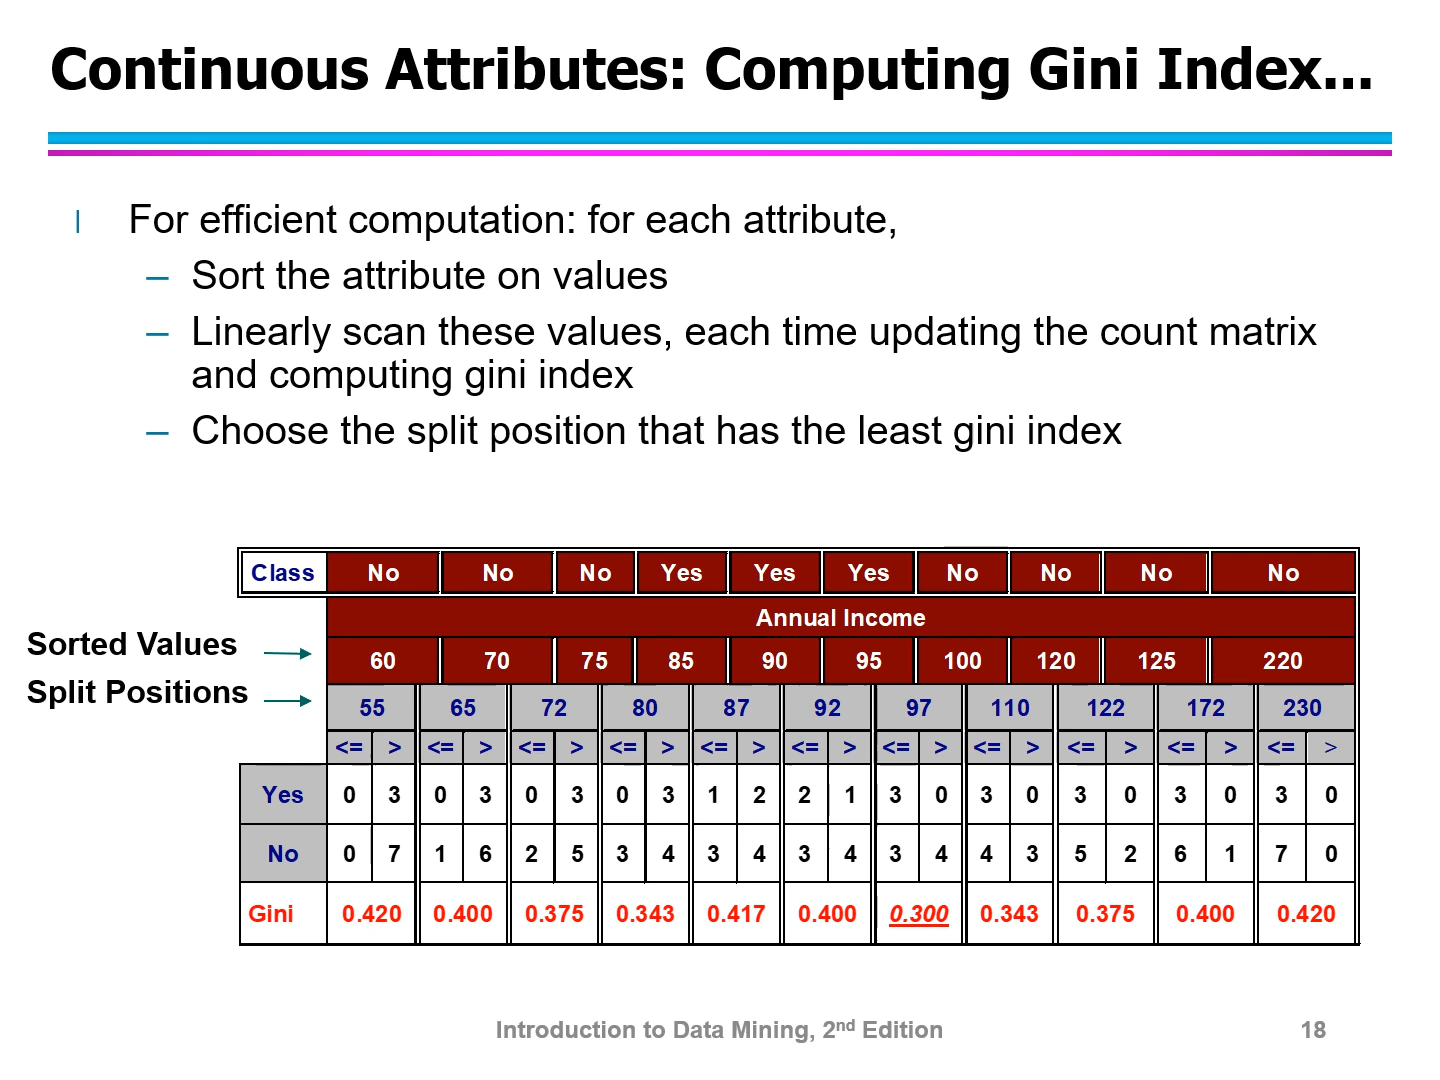 Continuous Attributes: Computing Gini Index...
For efficient computation: for each attribute,
– Sort the attribute on values
– Linearly scan these values, each time updating the count matrix
and computing gini index
– Choose the split position that has the least gini index
Class No No No Yes Yes Yes No No No No
Annual Income
Sorted Values 60 70 75 85 90 95 100 120 125 220
Split Positions 55 65 72 80 87 92 97 110 122 172 230
<= > <= > <= > <= > <= > <= > <= > <= > <= > <= > <= >
Yes 0 3 0 3 0 3 0 3 1 2 2 1 3 0 3 0 3 0 3 0 3 0
No 0 7 1 6 2 5 3 4 3 4 3 4 3 4 4 3 5 2 6 1 7 0
Gini 0.420 0.400 0.375 0.343 0.417 0.400 0.300 0.343 0.375 0.400 0.420
Introduction to Data Mining, 2nd Edition 18